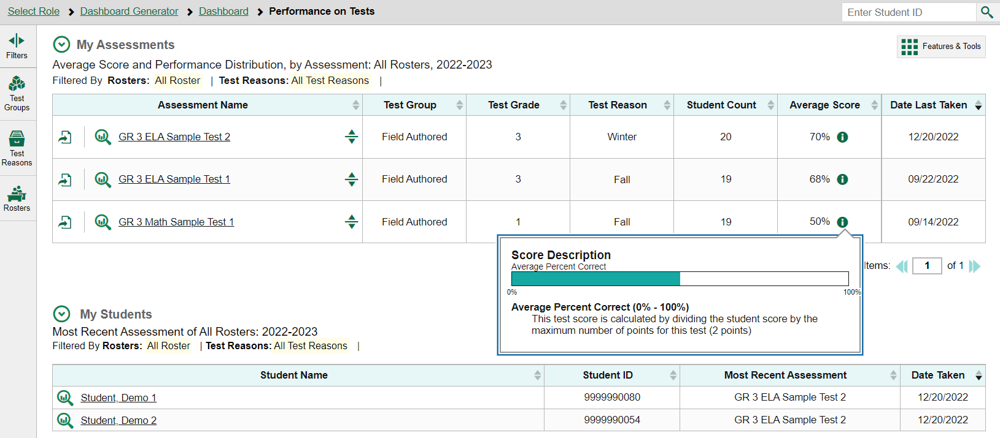 Select Role Dashboard Generator Dashboard Performance on Tests Enter Student ID
Filters
Test Groups
Test Reasons
Rosters
My Assessments
Features & Tools
Average Score and Performance Distribution, by Assessment: All Rosters, 2022-2023
Filtered By Rosters: All Roster | Test Reasons: All Test Reasons |
Assessment Name Test Group Test Grade Test Reason Student Count Average Score Date Last Taken
GR 3 ELA Sample Test 2 Field Authored 3 Winter 20 70% 12/20/2022
GR 3 ELA Sample Test 1 Field Authored 3 Fall 19 68% 09/22/2022
GR 3 Math Sample Test 1 Field Authored 1 Fall 19 50% 09/14/2022
Score Description
Average Percent Correct
0% 100%
Average Percent Correct (0% - 100%)
This test score is calculated by dividing the student score by the
maximum number of points for this test (2 points)
Items: 1 of 1
My Students
Most Recent Assessment of All Rosters: 2022-2023
Filtered By Rosters: All Roster | Test Reasons: All Test Reasons |
Student Name Student ID Most Recent Assessment Date Taken
Student, Demo 1 9999990080 GR 3 ELA Sample Test 2 12/20/2022
Student, Demo 2 9999990054 GR 3 ELA Sample Test 2 12/20/2022